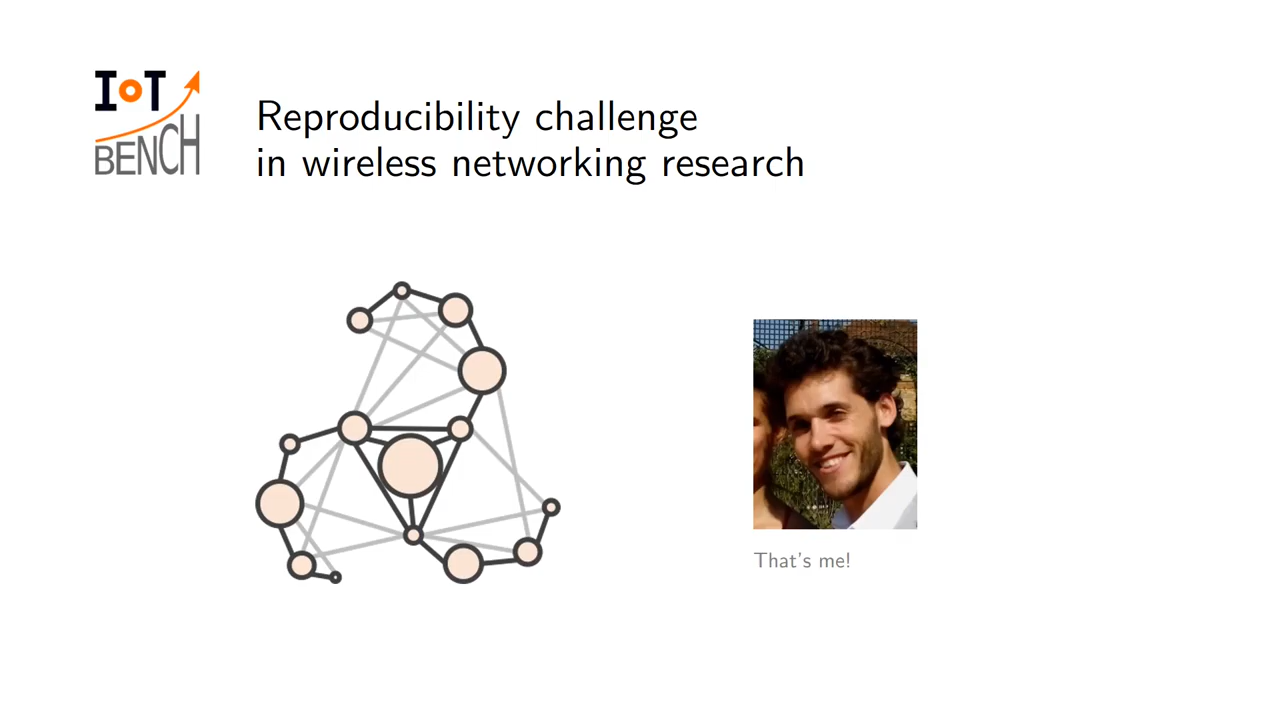 IoT
BENCH
Reproducibility challenge
in wireless networking research
That's me!